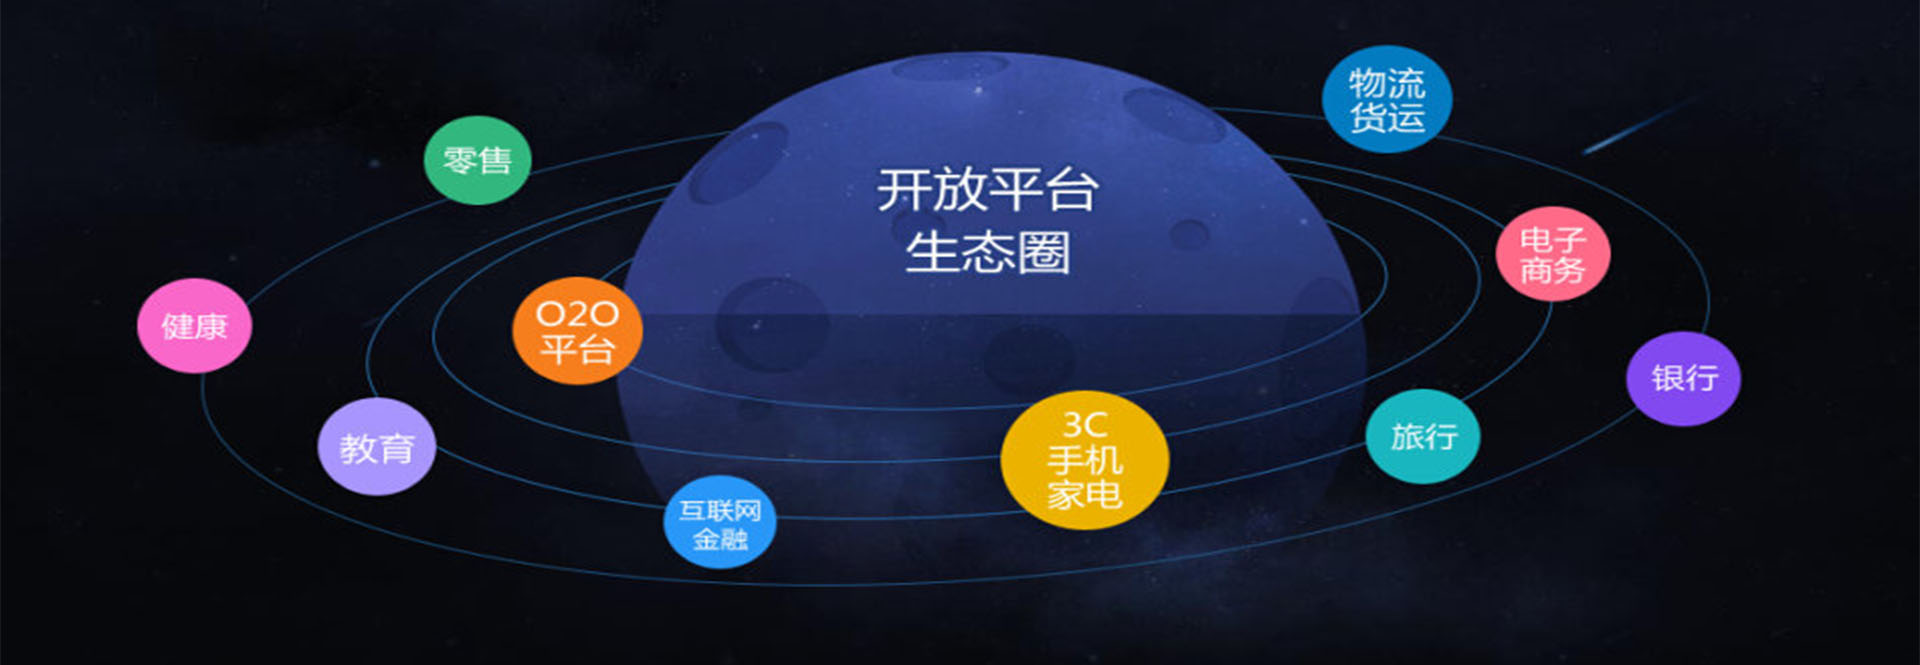 物流
货运
零售
开放平台
生态圈
电子
商务
健康
O2O
平台
银行
3C
手机
家电
旅行
教育
互联网
金融